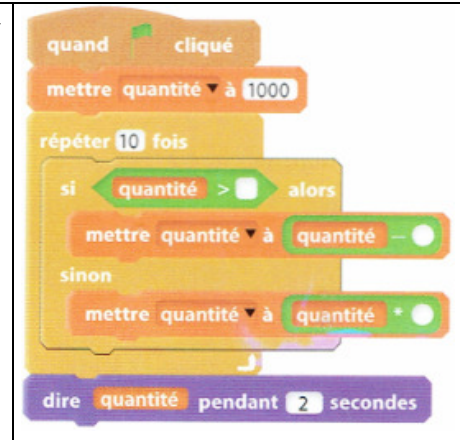 quand cliqué
mettre quantité ▼ à 1000
répéter 10 fois
si quantité > alors
mettre quantité ▼ à quantité -
sinon
mettre quantité ▼ à quantité *
dire quantité pendant 2 secondes